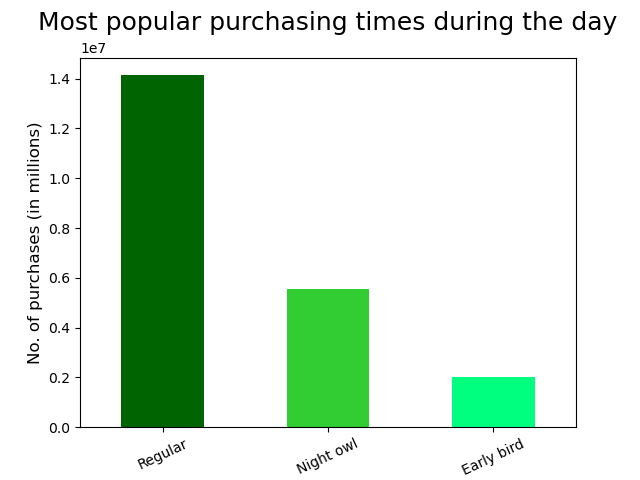 Most popular purchasing times during the day
1e7
No. of purchases (in millions)
1.4
1.2
1.0
0.8
0.6
0.4
0.2
0.0
Regular
Night owl
Early bird